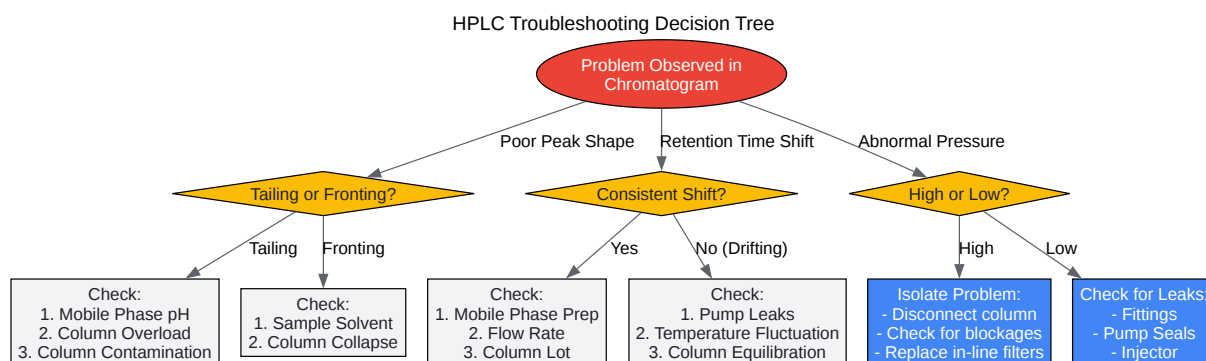 HPLC Troubleshooting Decision Tree
Problem Observed in
Chromatogram
Poor Peak Shape
Retention Time Shift
Abnormal Pressure
Tailing or Fronting?
Consistent Shift?
High or Low?
Tailing
Fronting
Yes
No (Drifting)
High
Low
Check:
1. Mobile Phase pH
2. Column Overload
3. Column Contamination
Check:
1. Sample Solvent
2. Column Collapse
Check:
1. Mobile Phase Prep
2. Flow Rate
3. Column Lot
Check:
1. Pump Leaks
2. Temperature Fluctuation
3. Column Equilibration
Isolate Problem:
- Disconnect column
- Check for blockages
- Replace in-line filters
Check for Leaks:
- Fittings
- Pump Seals
- Injector